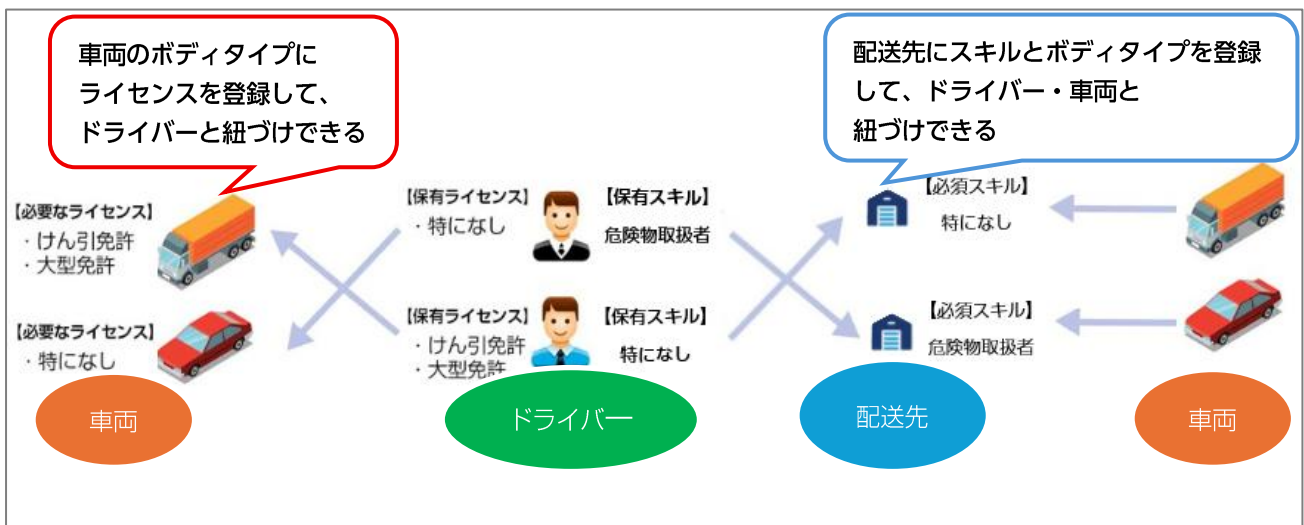 車両のボディタイプに
ライセンスを登録して、
ドライバーと紐づけできる
配送先にスキルとボディタイプを登録
して、ドライバー・車両と
紐づけできる
【必要なライセンス】
・けん引免許
・大型免許
【必要なライセンス】
・特になし
【保有ライセンス】
・特になし
【保有スキル】
危険物取扱者
【保有ライセンス】
・けん引免許
・大型免許
【保有スキル】
特になし
【必須スキル】
特になし
【必須スキル】
危険物取扱者
車両
ドライバー
配送先
車両